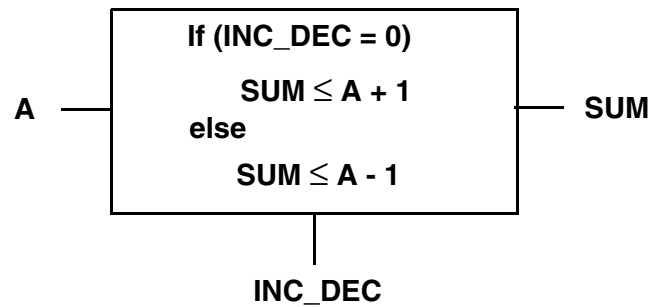 If (INC_DEC = 0)
SUM ≤ A + 1
A
SUM
else
SUM ≤ A - 1
INC_DEC